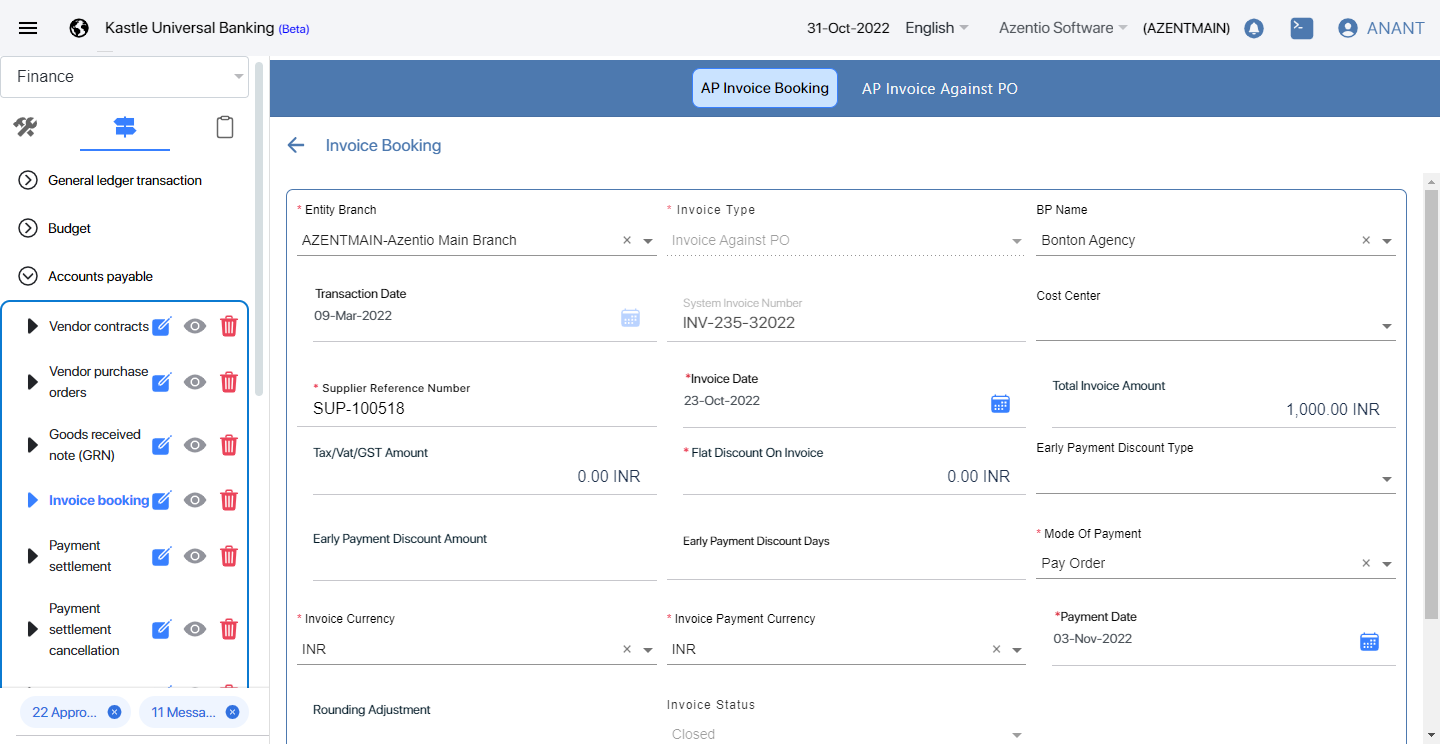 Kastle Universal Banking (Beta)
31-Oct-2022
English
Azentio Software
(AZENTMAIN)
ANANT
Finance
General ledger transaction
Budget
Accounts payable
Vendor contracts
Vendor purchase
orders
Goods received
note (GRN)
Invoice booking
Payment
settlement
Payment
settlement
cancellation
22 Appro...
11 Messa...
AP Invoice Booking
AP Invoice Against PO
Invoice Booking
* Entity Branch
AZENTMAIN-Azentio Main Branch
* Invoice Type
Invoice Against PO
BP Name
Bonton Agency
Transaction Date
09-Mar-2022
System Invoice Number
INV-235-32022
Cost Center
* Supplier Reference Number
SUP-100518
*Invoice Date
23-Oct-2022
Total Invoice Amount
1,000.00 INR
Tax/Vat/GST Amount
0.00 INR
* Flat Discount On Invoice
0.00 INR
Early Payment Discount Type
Early Payment Discount Amount
Early Payment Discount Days
* Mode Of Payment
Pay Order
* Invoice Currency
INR
* Invoice Payment Currency
INR
*Payment Date
03-Nov-2022
Rounding Adjustment
Invoice Status
Closed